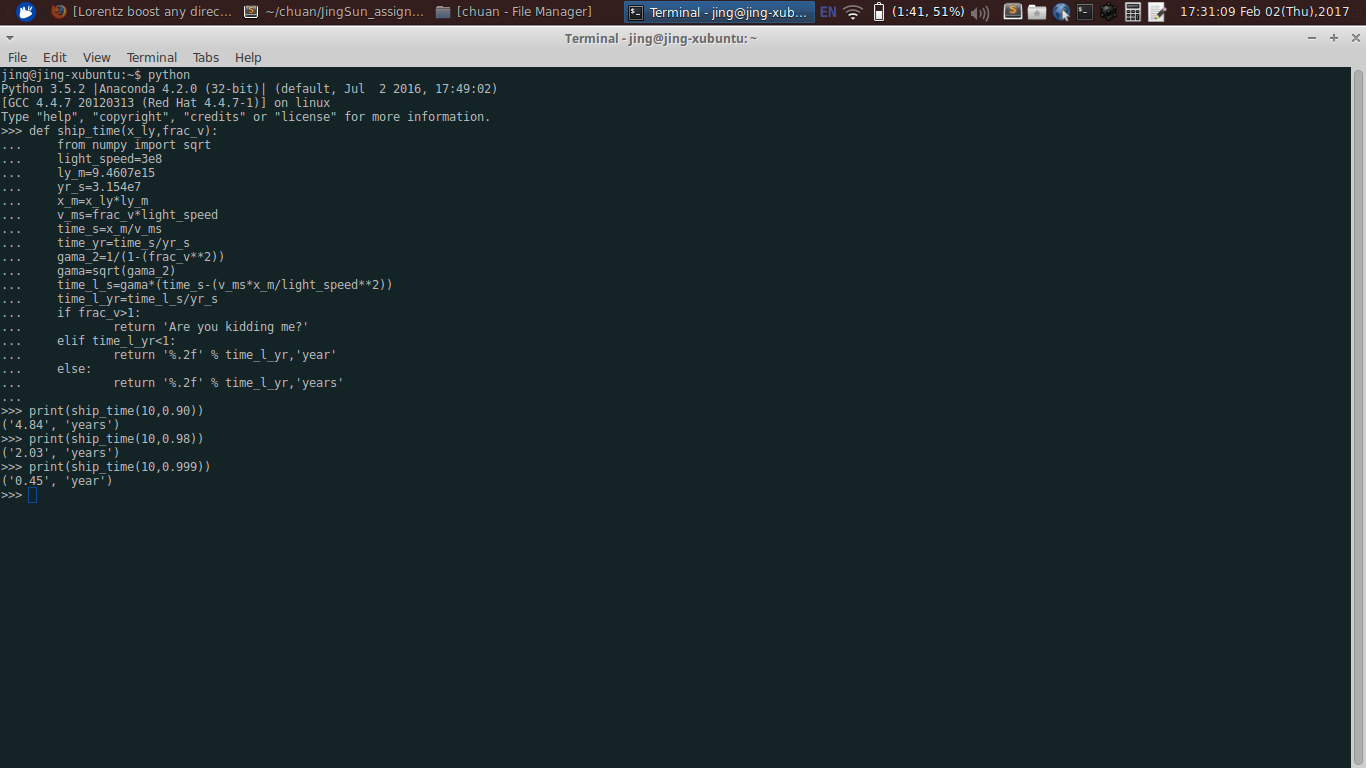 [Lorentz boost any direc... ~/chuan/JingSun_assign... [chuan - File Manager] Terminal - jing@jing-xub... EN (1:41, 51%) 17:31:09 Feb 02(Thu),2017
Terminal - jing@jing-xubuntu: ~
File Edit View Terminal Tabs Help
jing@jing-xubuntu:~$ python
Python 3.5.2 |Anaconda 4.2.0 (32-bit)| (default, Jul  2 2016, 17:49:02)
[GCC 4.4.7 20120313 (Red Hat 4.4.7-1)] on linux
Type "help", "copyright", "credits" or "license" for more information.
>>> def ship_time(x_ly,frac_v):
...     from numpy import sqrt
...     light_speed=3e8
...     ly_m=9.4607e15
...     yr_s=3.154e7
...     x_m=x_ly*ly_m
...     v_ms=frac_v*light_speed
...     time_s=x_m/v_ms
...     time_yr=time_s/yr_s
...     gama_2=1/(1-(frac_v**2))
...     gama=sqrt(gama_2)
...     time_l_s=gama*(time_s-(v_ms*x_m/light_speed**2))
...     time_l_yr=time_l_s/yr_s
...     if frac_v>1:
...             return 'Are you kidding me?'
...     elif time_l_yr<1:
...             return '%.2f' % time_l_yr,'year'
...     else:
...             return '%.2f' % time_l_yr,'years'
...
>>> print(ship_time(10,0.90))
('4.84', 'years')
>>> print(ship_time(10,0.98))
('2.03', 'years')
>>> print(ship_time(10,0.999))
('0.45', 'year')
>>>